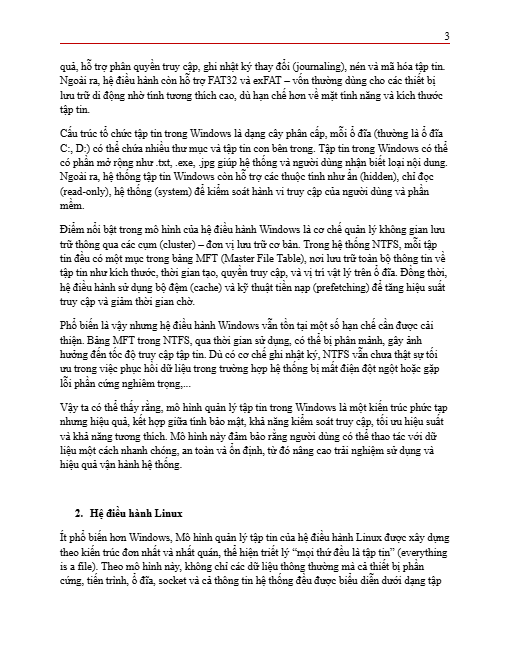 3
quả, hỗ trợ phân quyền truy cập, ghi nhật ký thay đổi (journaling), nén và mã hóa tập tin.
Ngoài ra, hệ điều hành còn hỗ trợ FAT32 và exFAT – vốn thường dùng cho các thiết bị
lưu trữ di động nhờ tính tương thích cao, dù hạn chế hơn về mặt tính năng và kích thước
tập tin.
Cấu trúc tổ chức tập tin trong Windows là dạng cây phân cấp, mỗi ổ đĩa (thường là ổ đĩa
C:, D:) có thể chứa nhiều thư mục và tập tin con bên trong. Tập tin trong Windows có thể
có phần mở rộng như .txt, .exe, .jpg giúp hệ thống và người dùng nhận biết loại nội dung.
Ngoài ra, hệ thống tập tin Windows còn hỗ trợ các thuộc tính như ẩn (hidden), chỉ đọc
(read-only), hệ thống (system) để kiểm soát hành vi truy cập của người dùng và phần
mềm.
Điểm nổi bật trong mô hình của hệ điều hành Windows là cơ chế quản lý không gian lưu
trữ thông qua các cụm (cluster) – đơn vị lưu trữ cơ bản. Trong hệ thống NTFS, mỗi tập
tin đều có một mục trong bảng MFT (Master File Table), nơi lưu trữ toàn bộ thông tin về
tập tin như kích thước, thời gian tạo, quyền truy cập, và vị trí vật lý trên ổ đĩa. Đồng thời,
hệ điều hành sử dụng bộ đệm (cache) và kỹ thuật tiền nạp (prefetching) để tăng hiệu suất
truy cập và giảm thời gian chờ.
Phổ biến là vậy nhưng hệ điều hành Windows vẫn tồn tại một số hạn chế cần được cải
thiện. Bảng MFT trong NTFS, qua thời gian sử dụng, có thể bị phân mảnh, gây ảnh
hưởng đến tốc độ truy cập tập tin. Dù có cơ chế ghi nhật ký, NTFS vẫn chưa thật sự tối
ưu trong việc phục hồi dữ liệu trong trường hợp hệ thống bị mất điện đột ngột hoặc gặp
lỗi phần cứng nghiêm trọng,...
Vậy ta có thể thấy rằng, mô hình quản lý tập tin trong Windows là một kiến trúc phức tạp
nhưng hiệu quả, kết hợp giữa tính bảo mật, khả năng kiểm soát truy cập, tối ưu hiệu suất
và khả năng tương thích. Mô hình này đảm bảo rằng người dùng có thể thao tác với dữ
liệu một cách nhanh chóng, an toàn và ổn định, từ đó nâng cao trải nghiệm sử dụng và
hiệu quả vận hành hệ thống.
2. Hệ điều hành Linux
Ít phổ biến hơn Windows, Mô hình quản lý tập tin của hệ điều hành Linux được xây dựng
theo kiến trúc đơn nhất và nhất quán, thể hiện triết lý “mọi thứ đều là tập tin” (everything
is a file). Theo mô hình này, không chỉ các dữ liệu thông thường mà cả thiết bị phần
cứng, tiến trình, ổ đĩa, socket và cả thông tin hệ thống đều được biểu diễn dưới dạng tập